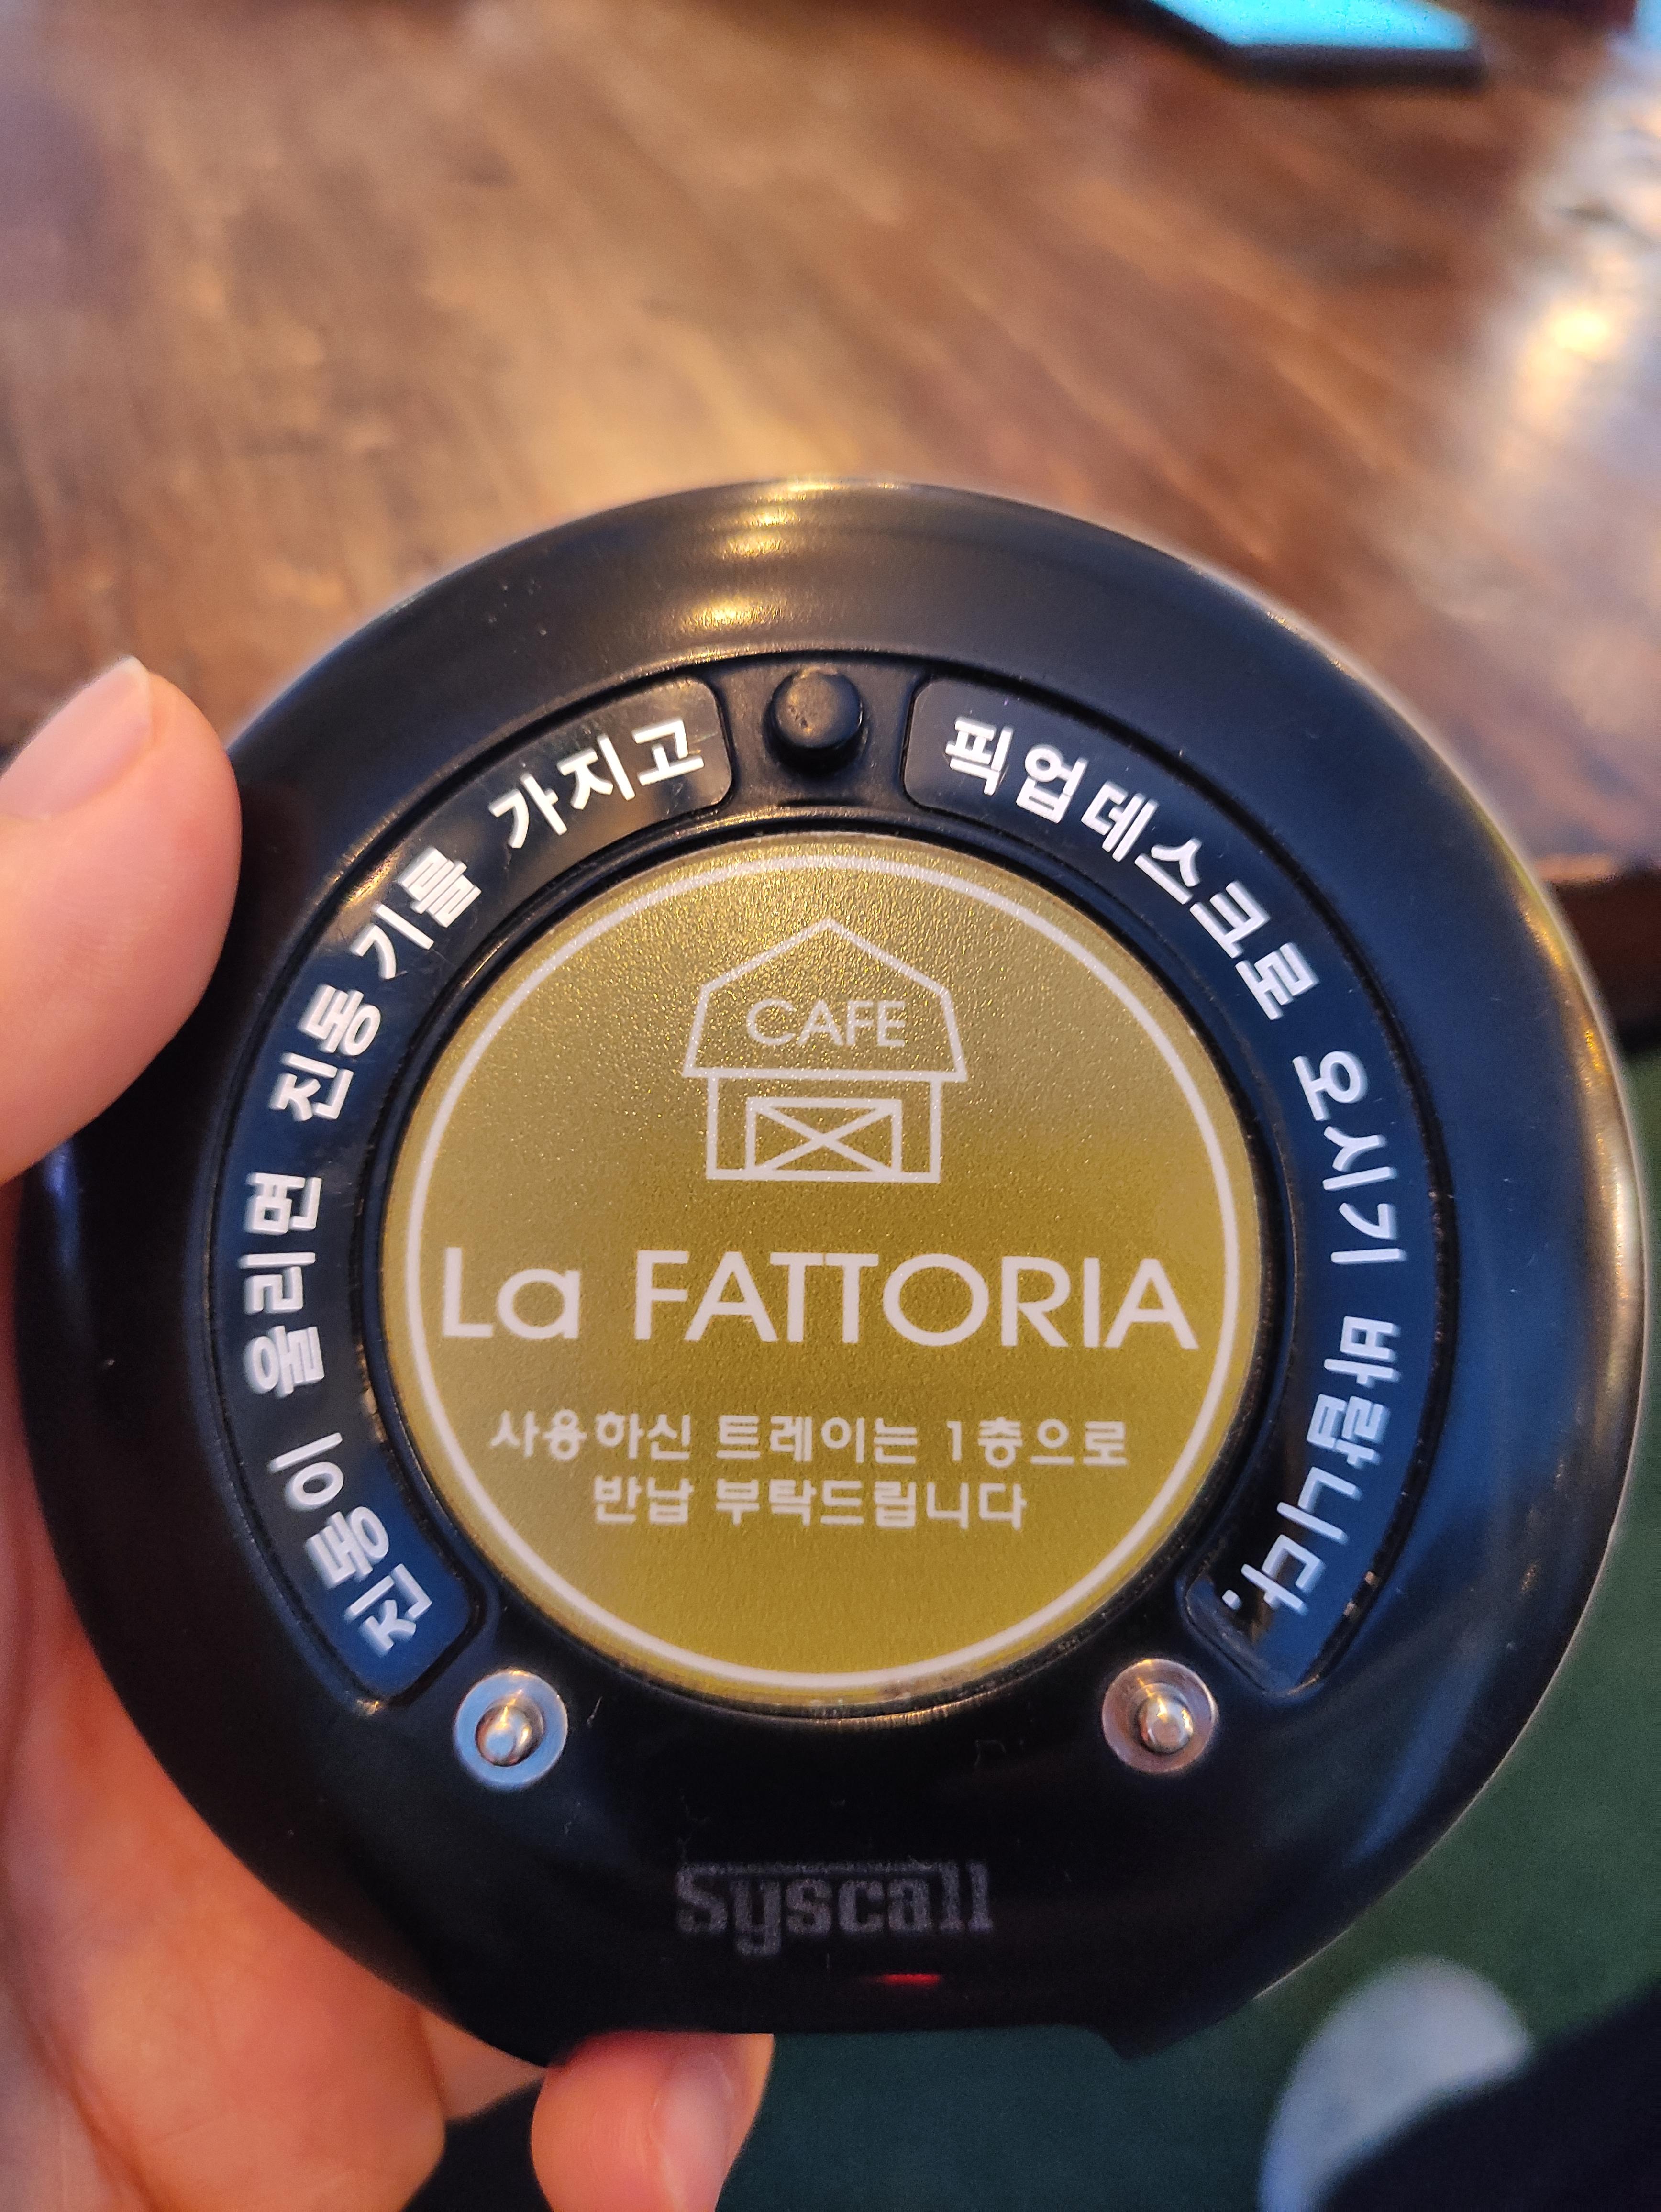 진동이 울리면 진동기를 가지고
픽업데스크로 오시기 바랍니다.
CAFE
La FATTORIA
사용하신 트레이는 1층으로
반납 부탁드립니다
Syscall